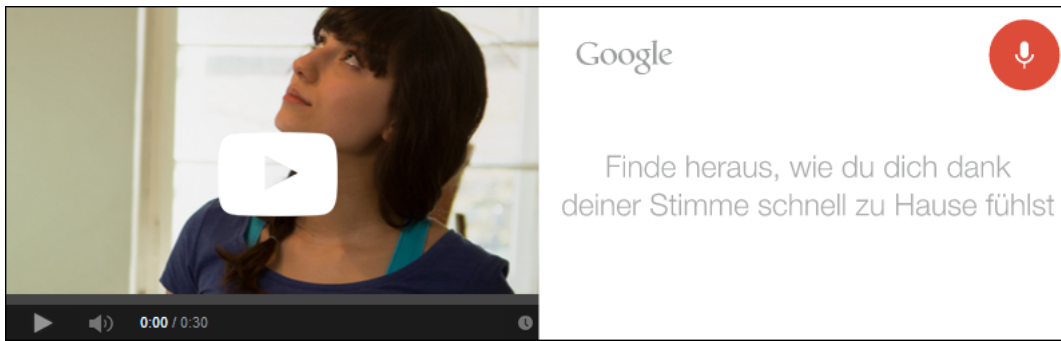 Google
Finde heraus, wie du dich dank
deiner Stimme schnell zu Hause fühlst
0:00 / 0:30